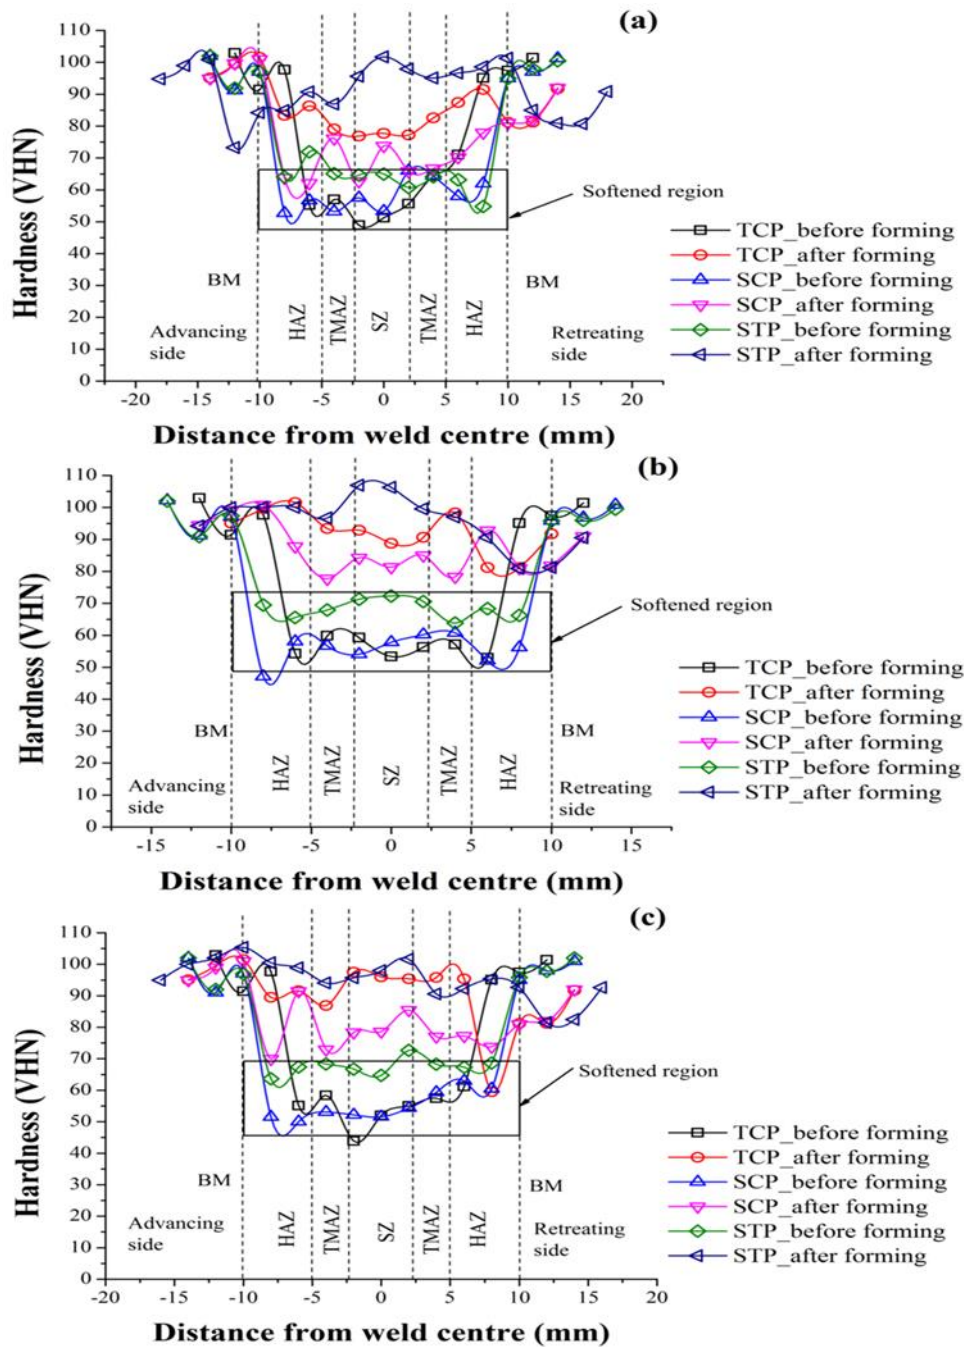 (a)
110
100
90
80
70
60
50
40
30
20
10
0
Hardness (VHN)
BM
HAZ
TMAZ
SZ
TMAZ
HAZ
BM
Advancing
side
Retreating
side
Softened region
TCP_before forming
TCP_after forming
SCP_before forming
SCP_after forming
STP_before forming
STP_after forming
-20 -15 -10 -5 0 5 10 15 20
Distance from weld centre (mm)
(b)
110
100
90
80
70
60
50
40
30
20
10
0
Hardness (VHN)
BM
HAZ
TMAZ
SZ
TMAZ
HAZ
BM
Advancing
side
Retreating
side
Softened region
TCP_before forming
TCP_after forming
SCP_before forming
SCP_after forming
STP_before forming
STP_after forming
-15 -10 -5 0 5 10 15
Distance from weld centre (mm)
(c)
110
100
90
80
70
60
50
40
30
20
10
0
Hardness (VHN)
BM
HAZ
TMAZ
SZ
TMAZ
HAZ
BM
Advancing
side
Retreating
side
Softened region
TCP_before forming
TCP_after forming
SCP_before forming
SCP_after forming
STP_before forming
STP_after forming
-20 -15 -10 -5 0 5 10 15 20
Distance from weld centre (mm)